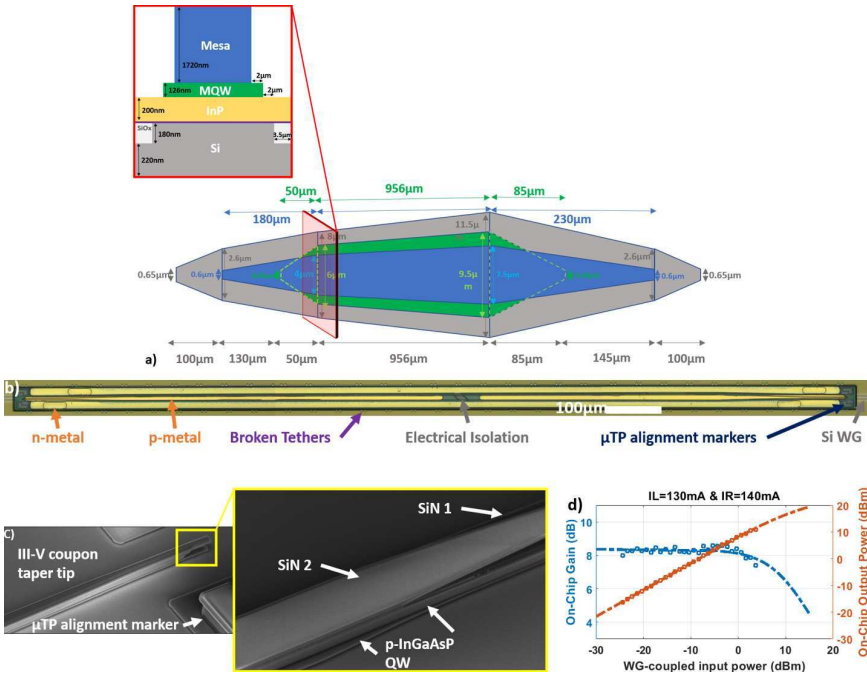 Mesa
1720nm
2μm
126nm
MQW
2μm
200nm
InP
SiOx
180nm
3.5μm
Si
220nm
50μm 956μm 85μm
180μm 230μm
11.5μ
8μm
2.6μm 2.6μm
0.65μm 0.6μm 4μm 6μm 9.5μ 7.5μm 0.6μm 0.65μm
m
100μm 130μm 50μm 956μm 85μm 145μm 100μm
a)
b)
100μm
n-metal p-metal Broken Tethers Electrical Isolation μTP alignment markers Si WG
C)
III-V coupon
taper tip
μTP alignment marker
SiN 1
SiN 2
p-InGaAsP
QW
d)
IL=130mA & IR=140mA
On-Chip Gain (dB)
10
8
6
4
On-Chip Output Power (dBm)
20
10
0
-10
-20
-30
-30 -20 -10 0 10 20
WG-coupled input power (dBm)